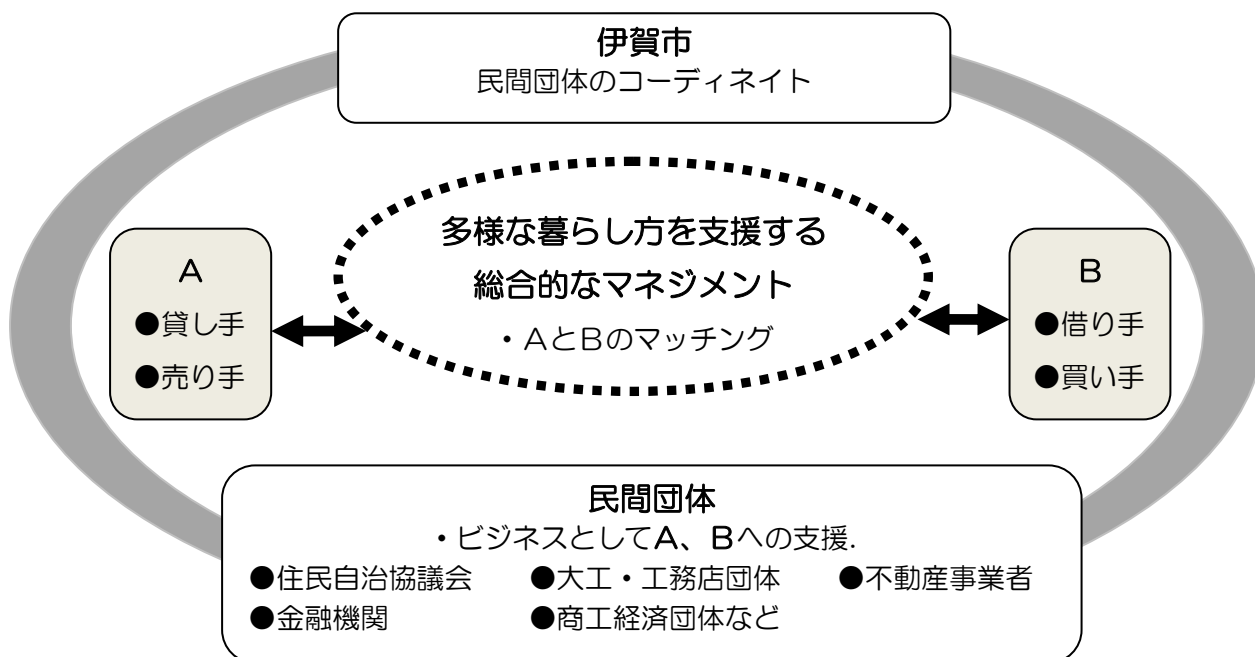 伊賀市
民間団体のコーディネイト
多様な暮らし方を支援する
総合的なマネジメント
・AとBのマッチング
A
●貸し手
●売り手
B
●借り手
●買い手
民間団体
・ビジネスとしてA、Bへの支援.
●住民自治協議会 ●大工・工務店団体 ●不動産事業者
●金融機関 ●商工経済団体など